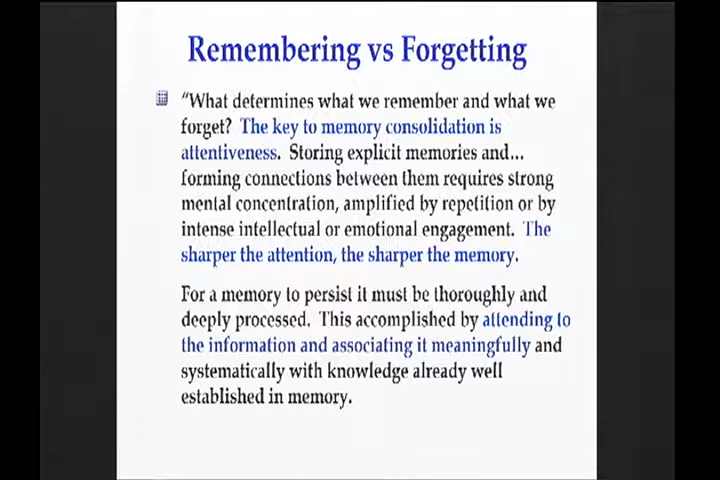 Remembering vs Forgetting
"What determines what we remember and what we
forget? The key to memory consolidation is
attentiveness. Storing explicit memories and...
forming connections between them requires strong
mental concentration, amplified by repetition or by
intense intellectual or emotional engagement. The
sharper the attention, the sharper the memory.
For a memory to persist it must be thoroughly and
deeply processed. This accomplished by attending to
the information and associating it meaningfully and
systematically with knowledge already well
established in memory.